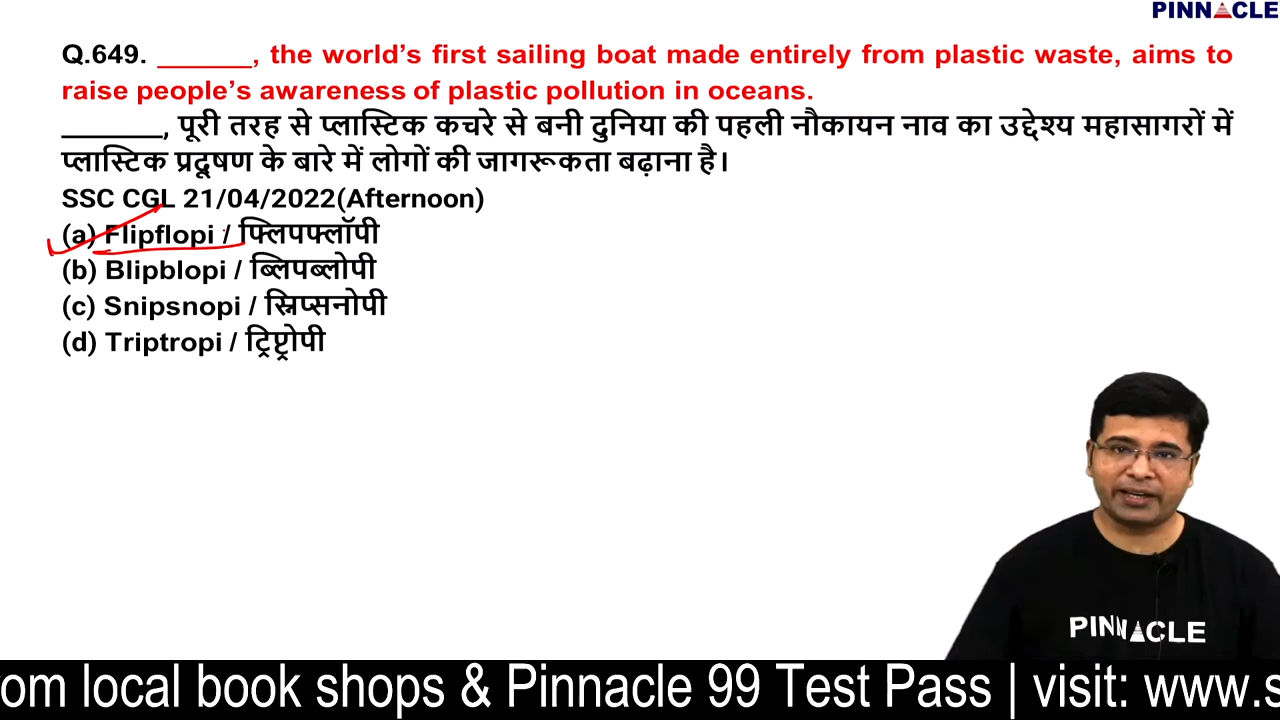 PINNACLE
Q.649. ______, the world’s first sailing boat made entirely from plastic waste, aims to
raise people’s awareness of plastic pollution in oceans.
_______, पूरी तरह से प्लास्टिक कचरे से बनी दुनिया की पहली नौकायन नाव का उद्देश्य महासागरों में
प्लास्टिक प्रदूषण के बारे में लोगों की जागरूकता बढ़ाना है।
SSC CGL 21/04/2022(Afternoon)
(a) Flipflopi / फ्लिपफ्लॉपी
(b) Blipblopi / ब्लिपब्लोपी
(c) Snipsnopi / स्निप्सनोपी
(d) Triptropi / ट्रिप्ट्रोपी
PINNACLE
om local book shops & Pinnacle 99 Test Pass | visit: www.s